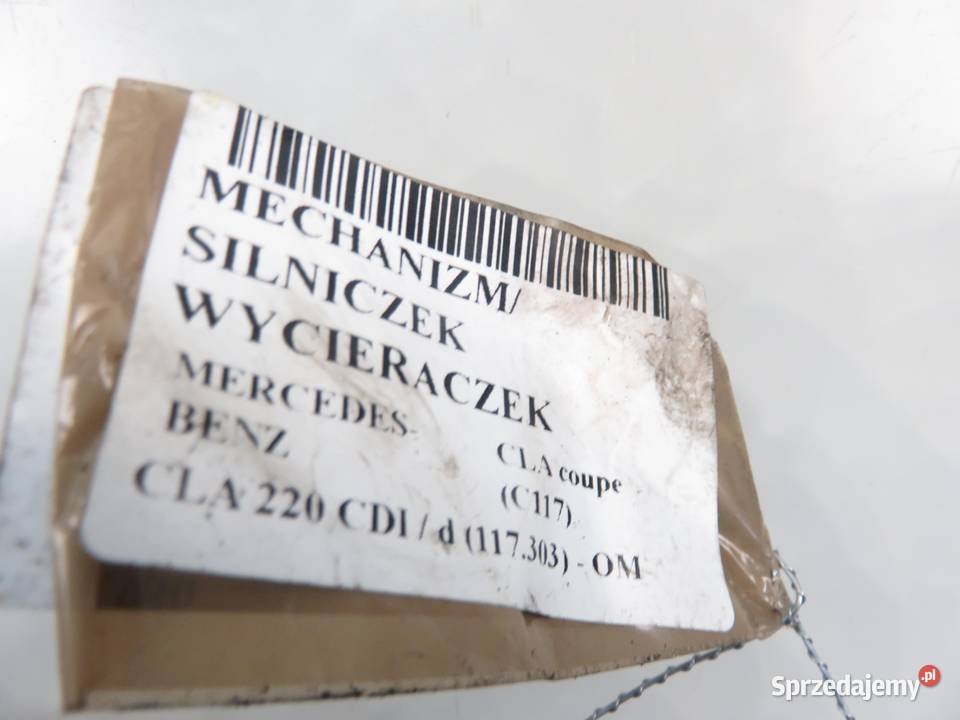 MECHANIZM/
SILNICZEK
WYCIERACZEK
MERCEDES-
BENZ
CLA coupe
(C117)
CLA 220 CDI / d (117.303) - OM
Sprzedajemy.pl